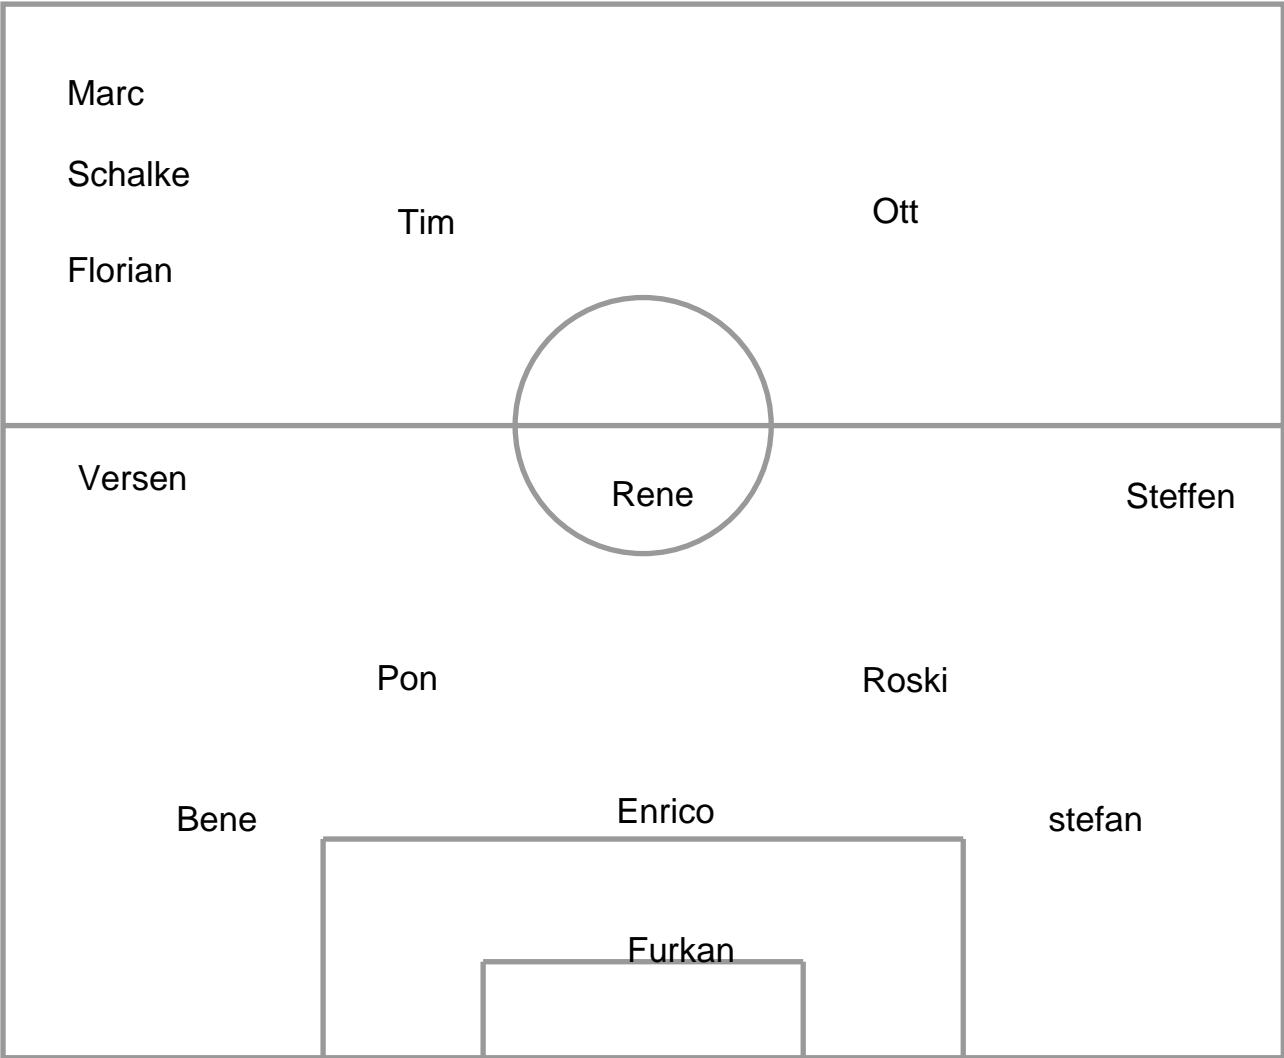 Marc
Schalke
Tim
Ott
Florian
Versen
Rene
Steffen
Pon
Roski
Bene
Enrico
stefan
Furkan